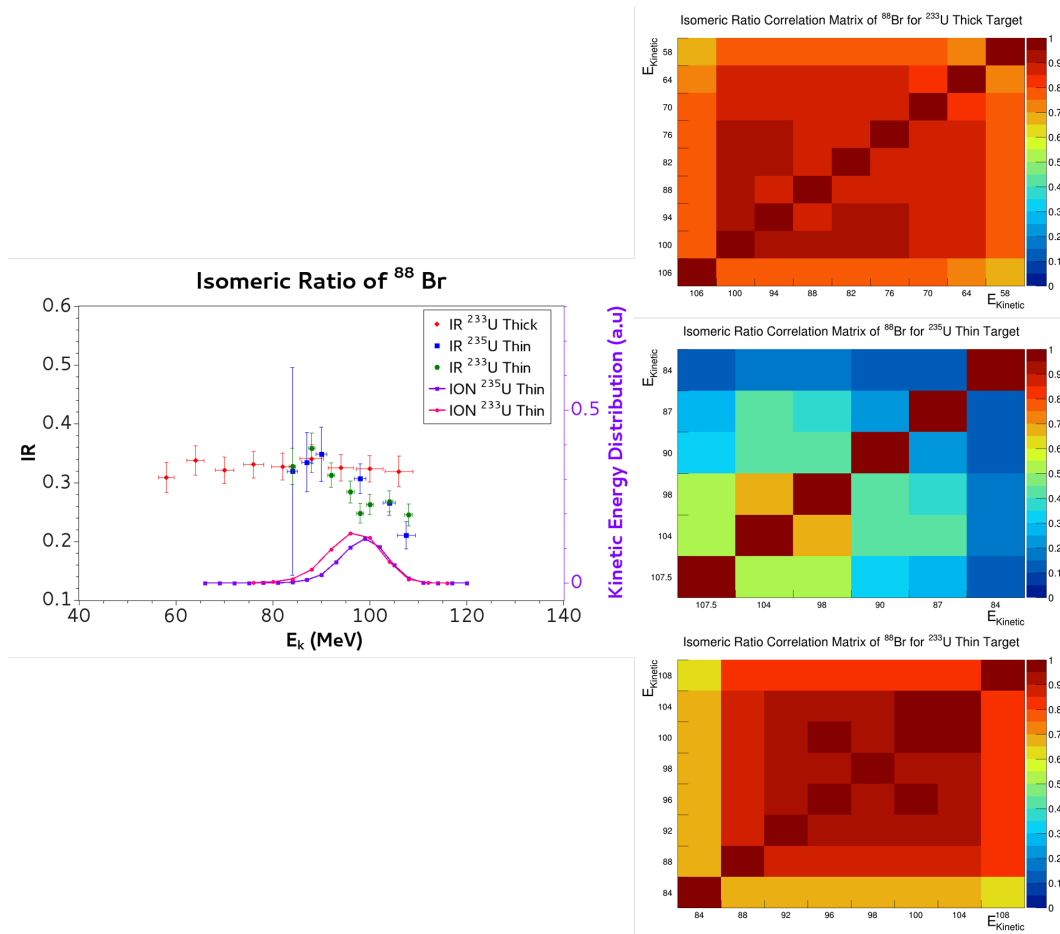 Isomeric Ratio Correlation Matrix of ⁸⁸Br for ²³³U Thick Target
E_Kinetic
58
64
70
76
82
88
94
100
106
106 100 94 88 82 76 70 64 58
E_Kinetic
1
0.9
0.8
0.7
0.6
0.5
0.4
0.3
0.2
0.1
0
Isomeric Ratio of ⁸⁸ Br
IR
0.6
0.5
0.4
0.3
0.2
0.1
40 60 80 100 120 140
E_k (MeV)
IR ²³³U Thick
IR ²³⁵U Thin
IR ²³³U Thin
ION ²³⁵U Thin
ION ²³³U Thin
0.5
0
Kinetic Energy Distribution (a.u)
Isomeric Ratio Correlation Matrix of ⁸⁸Br for ²³⁵U Thin Target
E_Kinetic
84
87
90
98
104
107.5
107.5 104 98 90 87 84
E_Kinetic
1
0.9
0.8
0.7
0.6
0.5
0.4
0.3
0.2
0.1
0
Isomeric Ratio Correlation Matrix of ⁸⁸Br for ²³³U Thin Target
E_Kinetic
108
104
100
98
96
92
88
84
84 88 92 96 98 100 104 108
E_Kinetic
1
0.9
0.8
0.7
0.6
0.5
0.4
0.3
0.2
0.1
0